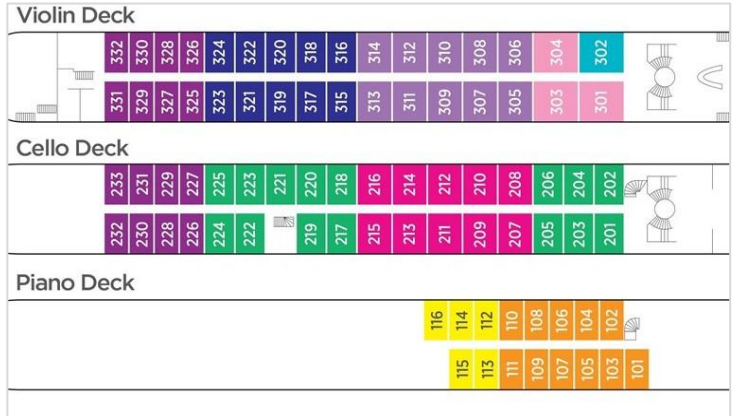 Violin Deck
332 330 328 326 324 322 320 318 316 314 312 310 308 306 304 302
331 329 327 325 323 321 319 317 315 313 311 309 307 305 303 301
Cello Deck
233 231 229 227 225 223 221 220 218 216 214 212 210 208 206 204 202
232 230 228 226 224 222 219 217 215 213 211 209 207 205 203 201
Piano Deck
116 114 112 110 108 106 104 102
115 113 111 109 107 105 103 101